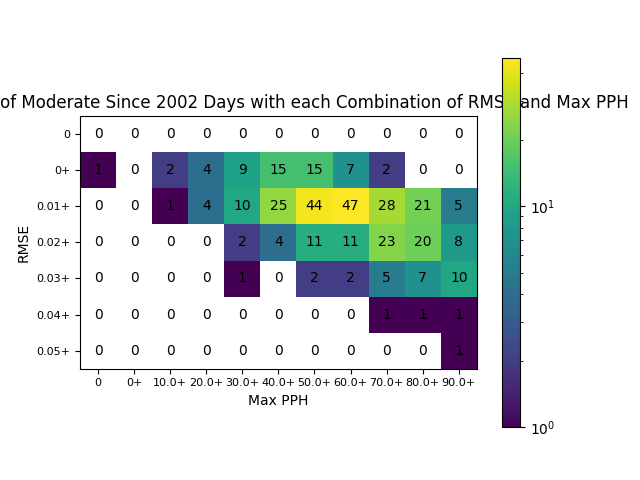 of Moderate Since 2002 Days with each Combination of RMSE and Max PPH
0 0 0 0 0 0 0 0 0 0 0 0
0+ 1 0 2 4 9 15 15 7 2 0 0
0.01+ 0 0 1 4 10 25 44 47 28 21 5
0.02+ 0 0 0 0 2 4 11 11 23 20 8
0.03+ 0 0 0 0 1 0 2 2 5 7 10
0.04+ 0 0 0 0 0 0 0 0 1 1 1
0.05+ 0 0 0 0 0 0 0 0 0 0 1
RMSE
0 0+ 10.0+ 20.0+ 30.0+ 40.0+ 50.0+ 60.0+ 70.0+ 80.0+ 90.0+
Max PPH
10¹
10⁰